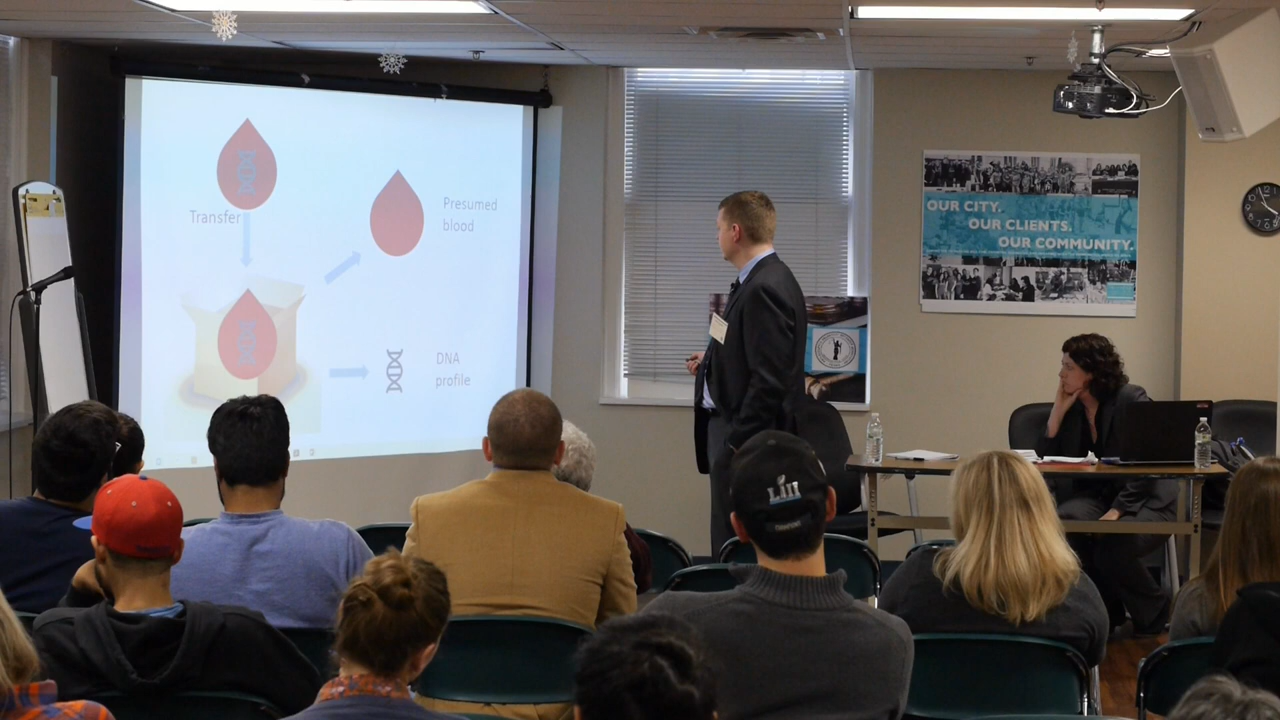 Transfer
Presumed
blood
DNA
profile
OUR CITY.
OUR CLIENTS.
OUR COMMUNITY.
LII